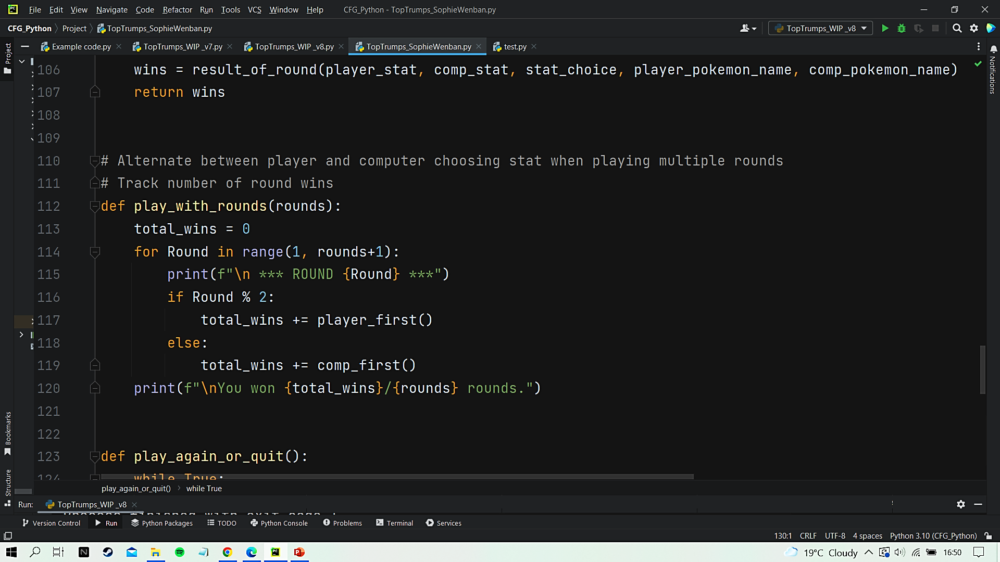 File Edit View Navigate Code Refactor Run Tools VCS Window Help CFG_Python - TopTrumps_SophieWenban.py
CFG_Python Project TopTrumps_SophieWenban.py TopTrumps_WIP_v8
Example code.py TopTrumps_WIP_v7.py TopTrumps_WIP_v8.py TopTrumps_SophieWenban.py test.py
Project
Notifications
106 wins = result_of_round(player_stat, comp_stat, stat_choice, player_pokemon_name, comp_pokemon_name)
107 return wins
108
109
110 # Alternate between player and computer choosing stat when playing multiple rounds
111 # Track number of round wins
112 def play_with_rounds(rounds):
113 total_wins = 0
114 for Round in range(1, rounds+1):
115 print(f"\n *** ROUND {Round} ***")
116 if Round % 2:
117 total_wins += player_first()
118 else:
119 total_wins += comp_first()
120 print(f"\nYou won {total_wins}/{rounds} rounds.")
121
122
123 def play_again_or_quit():
124 while True:
Bookmarks
Structure
play_again_or_quit() while True
Run: TopTrumps_WIP_v8
Process finished with exit code
Version Control Run Python Packages TODO Python Console Problems Terminal Services
130:1 CRLF UTF-8 4 spaces Python 3.10 (CFG_Python)
19°C Cloudy 16:50